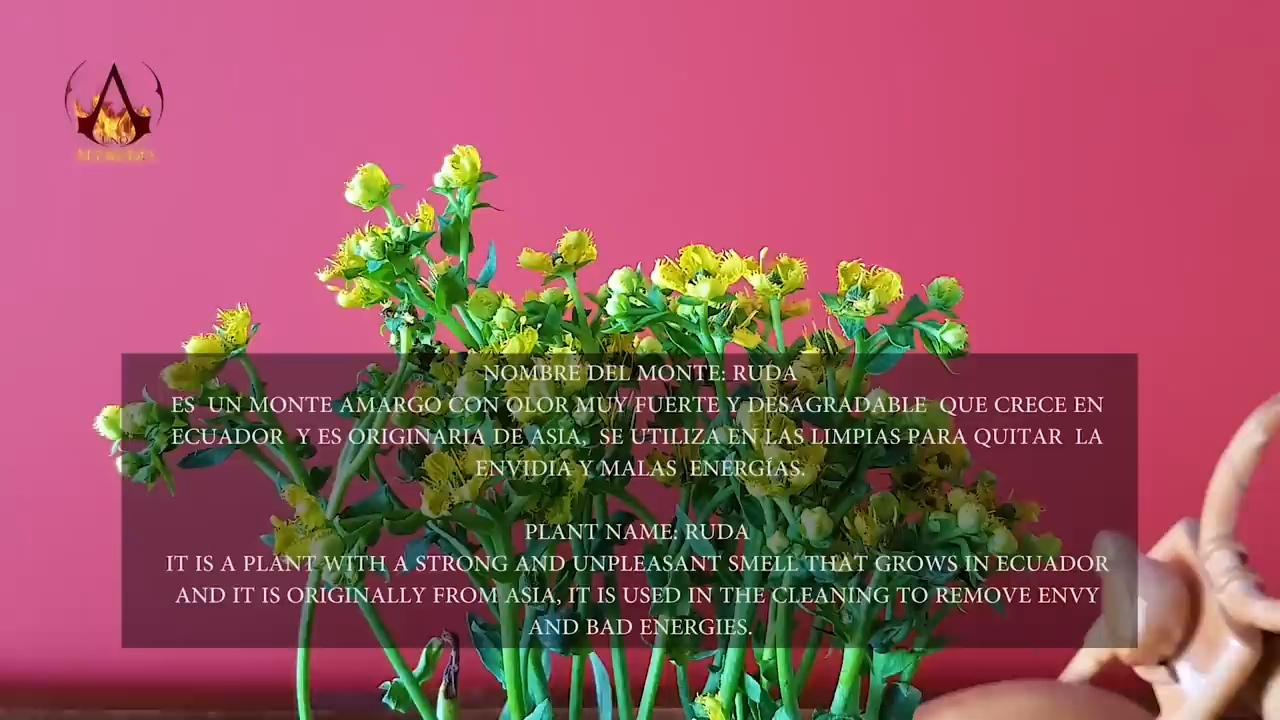 UNO
NOMBRE DEL MONTE: RUDA
ES UN MONTE AMARGO CON OLOR MUY FUERTE Y DESAGRADABLE QUE CRECE EN
ECUADOR Y ES ORIGINARIA DE ASIA, SE UTILIZA EN LAS LIMPIAS PARA QUITAR LA
ENVIDIA Y MALAS ENERGÍAS.
PLANT NAME: RUDA
IT IS A PLANT WITH A STRONG AND UNPLEASANT SMELL THAT GROWS IN ECUADOR
AND IT IS ORIGINALLY FROM ASIA, IT IS USED IN THE CLEANING TO REMOVE ENVY
AND BAD ENERGIES.